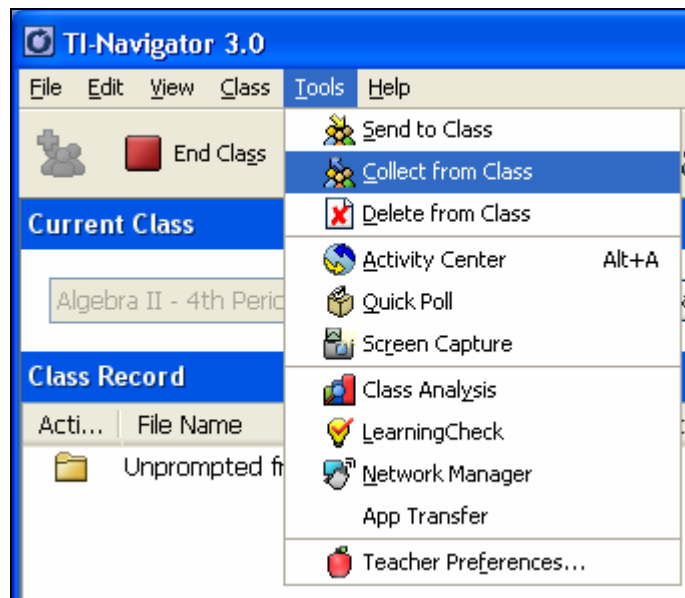 TI-Navigator 3.0
File Edit View Class Tools Help
End Class
Send to Class
Collect from Class
Delete from Class
Current Class
Activity Center Alt+A
Algebra II - 4th Peric
Quick Poll
Screen Capture
Class Record
Class Analysis
Acti... File Name
LearningCheck
Unprompted fr
Network Manager
App Transfer
Teacher Preferences...